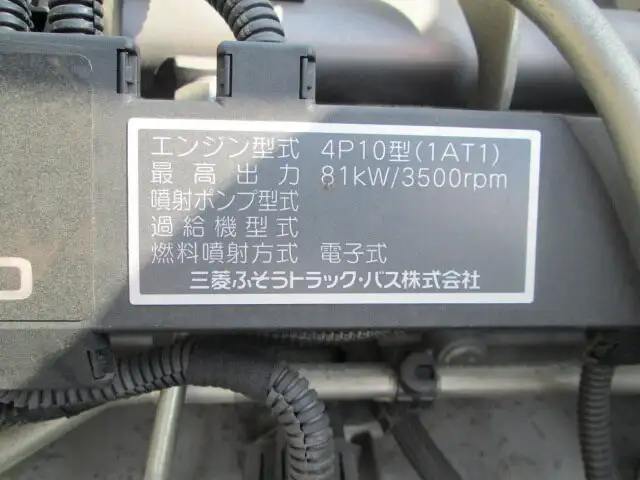 エンジン型式 4P10型(1AT1)
最高出力 81kW/3500rpm
噴射ポンプ型式
過給機型式
燃料噴射方式 電子式
三菱ふそうトラック・バス株式会社